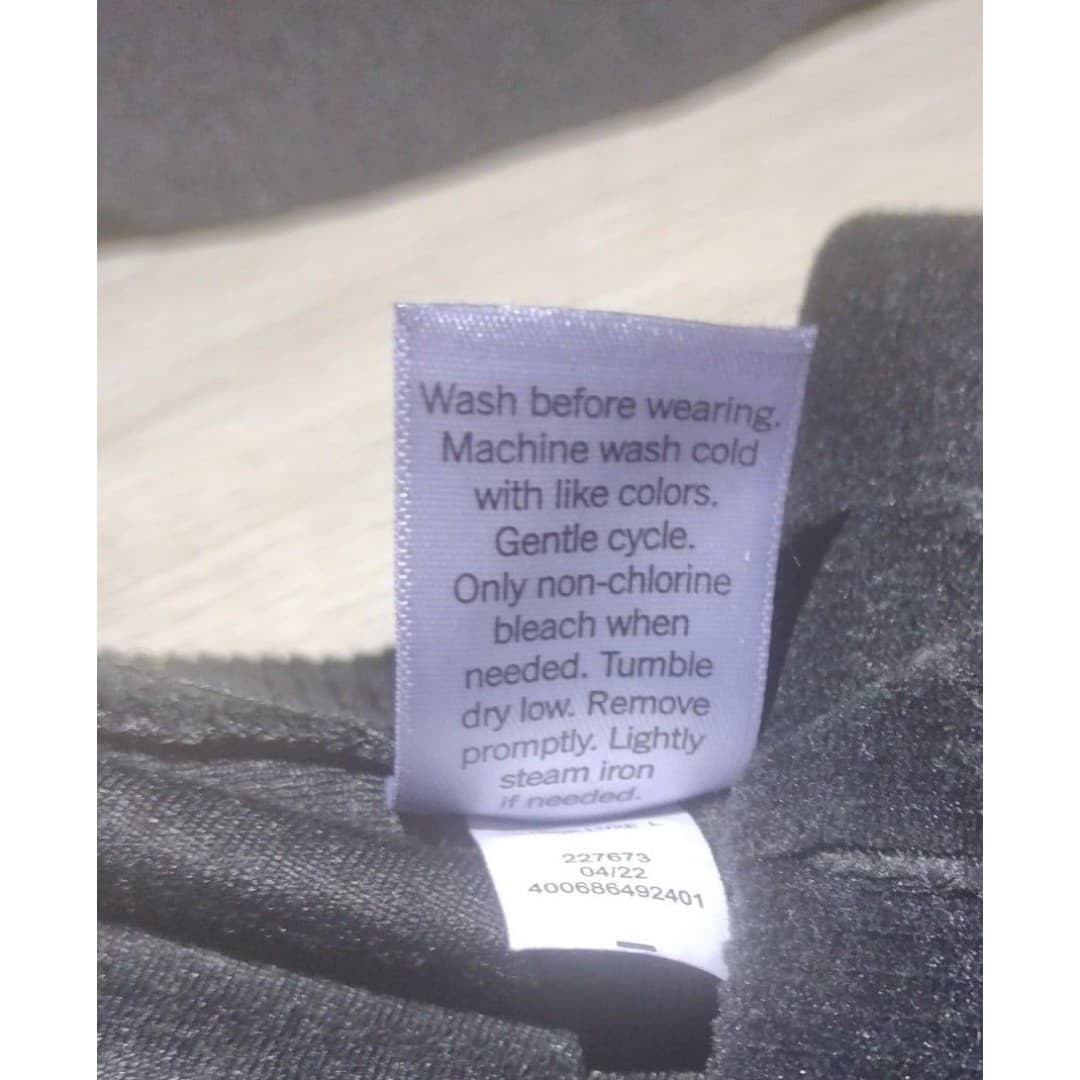 Wash before wearing.
Machine wash cold
with like colors.
Gentle cycle.
Only non-chlorine
bleach when
needed. Tumble
dry low. Remove
promptly. Lightly
steam iron
if needed.
227673
04/22
400686492401